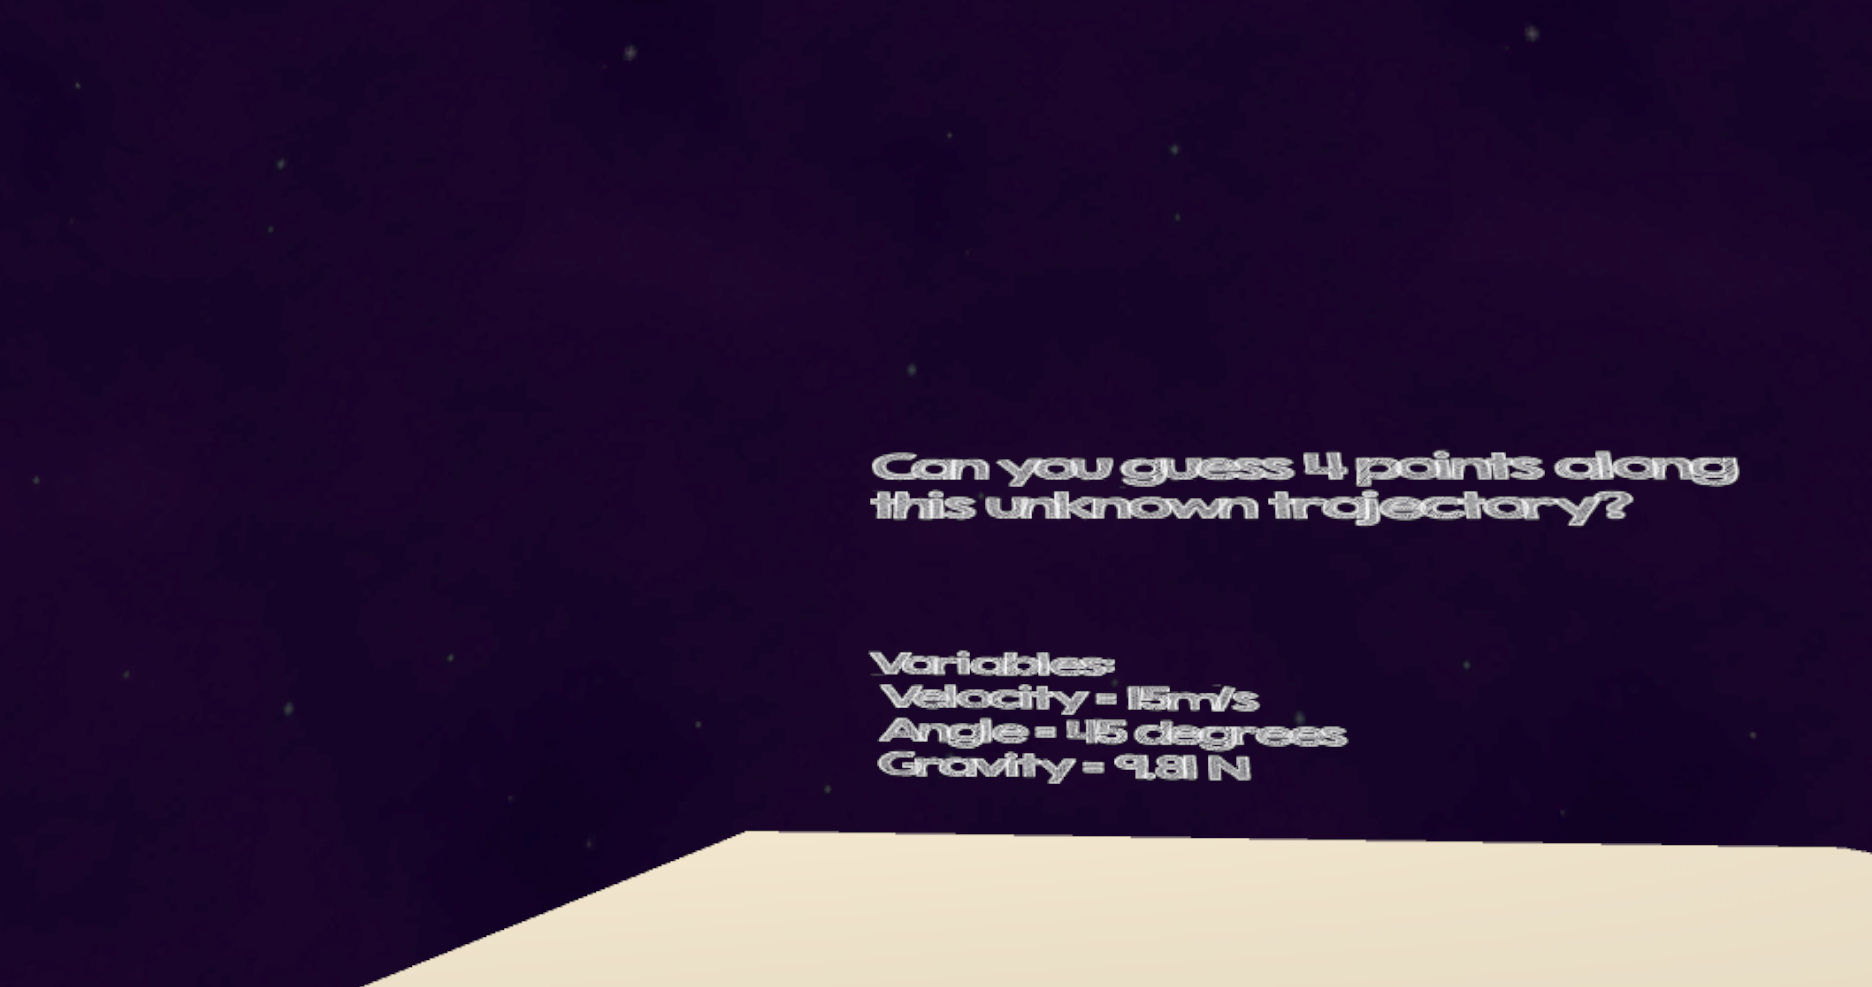 Can you guess 4 points along
this unknown trajectory?
Variables:
Velocity = 15m/s
Angle = 45 degrees
Gravity = 9.81 N